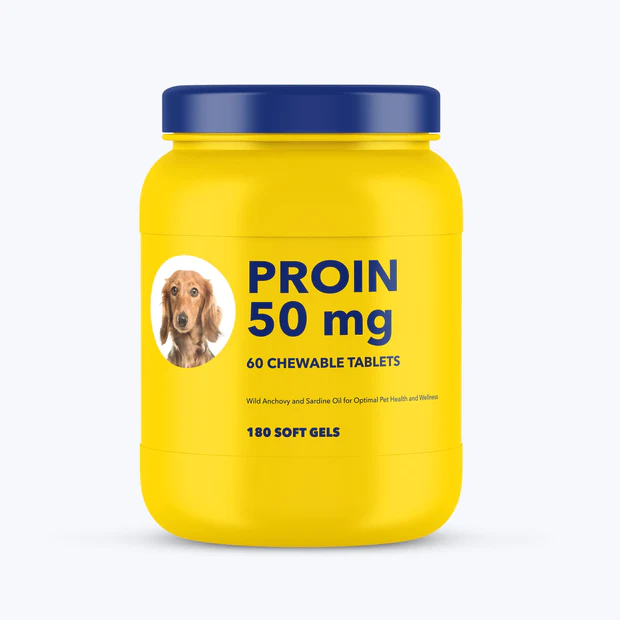 PROIN
50 mg
60 CHEWABLE TABLETS
Wild Anchovy and Sardine Oil for Optimal Pet Health and Wellness
180 SOFT GELS